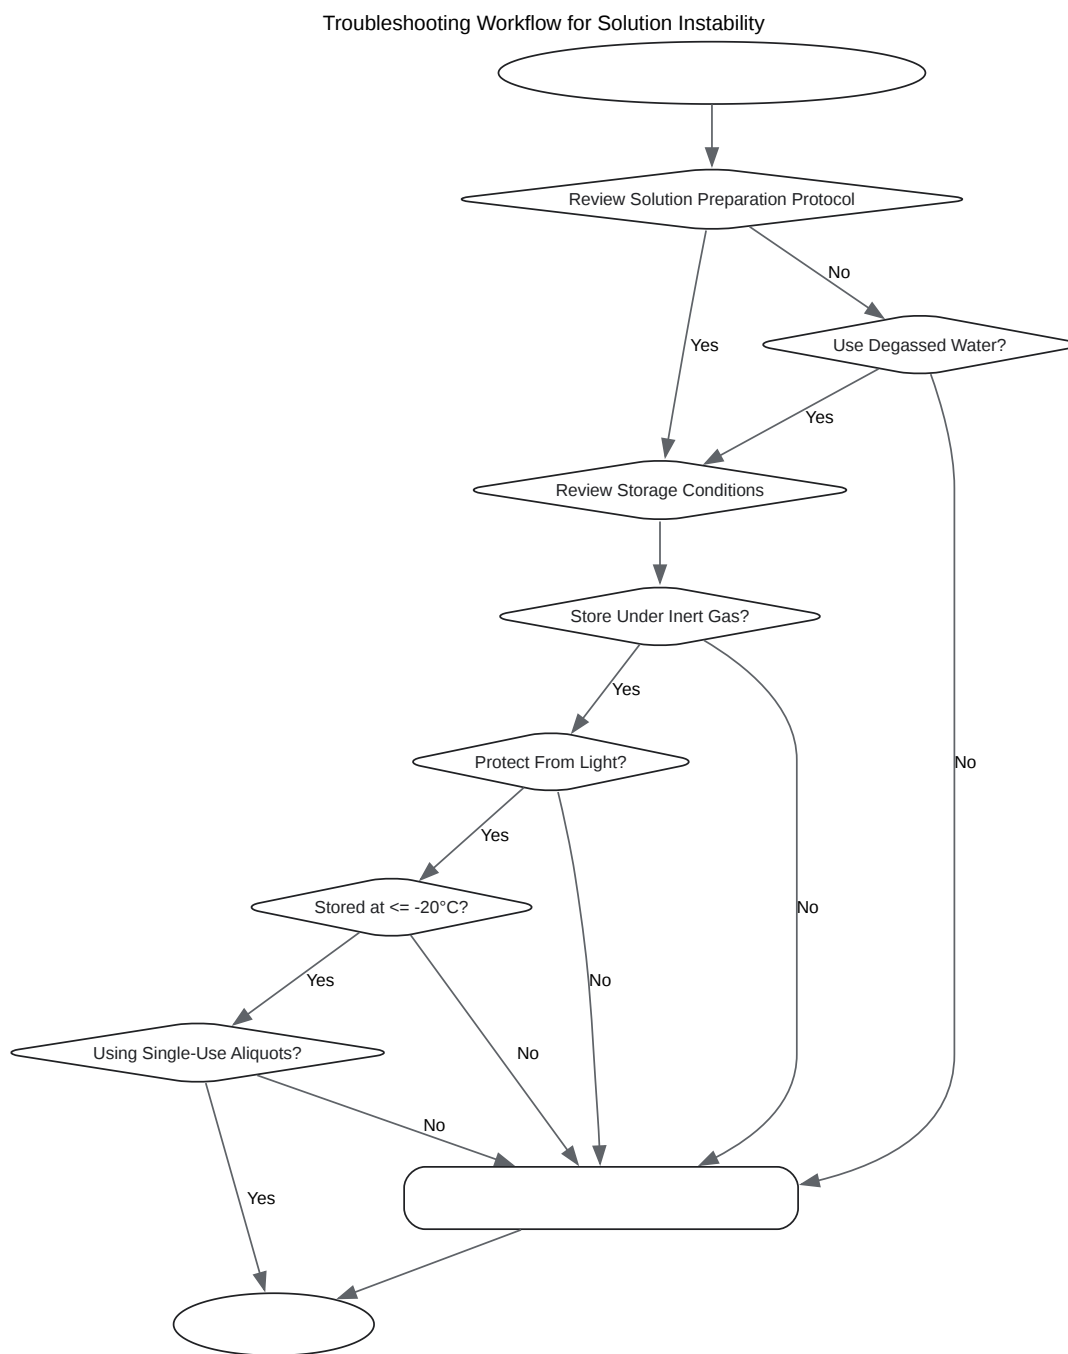 Troubleshooting Workflow for Solution Instability
Review Solution Preparation Protocol
No
Yes
Use Degassed Water?
Yes
Review Storage Conditions
Store Under Inert Gas?
Yes
Protect From Light?
No
Yes
Stored at <= -20°C?
No
Yes
No
Using Single-Use Aliquots?
No
No
Yes